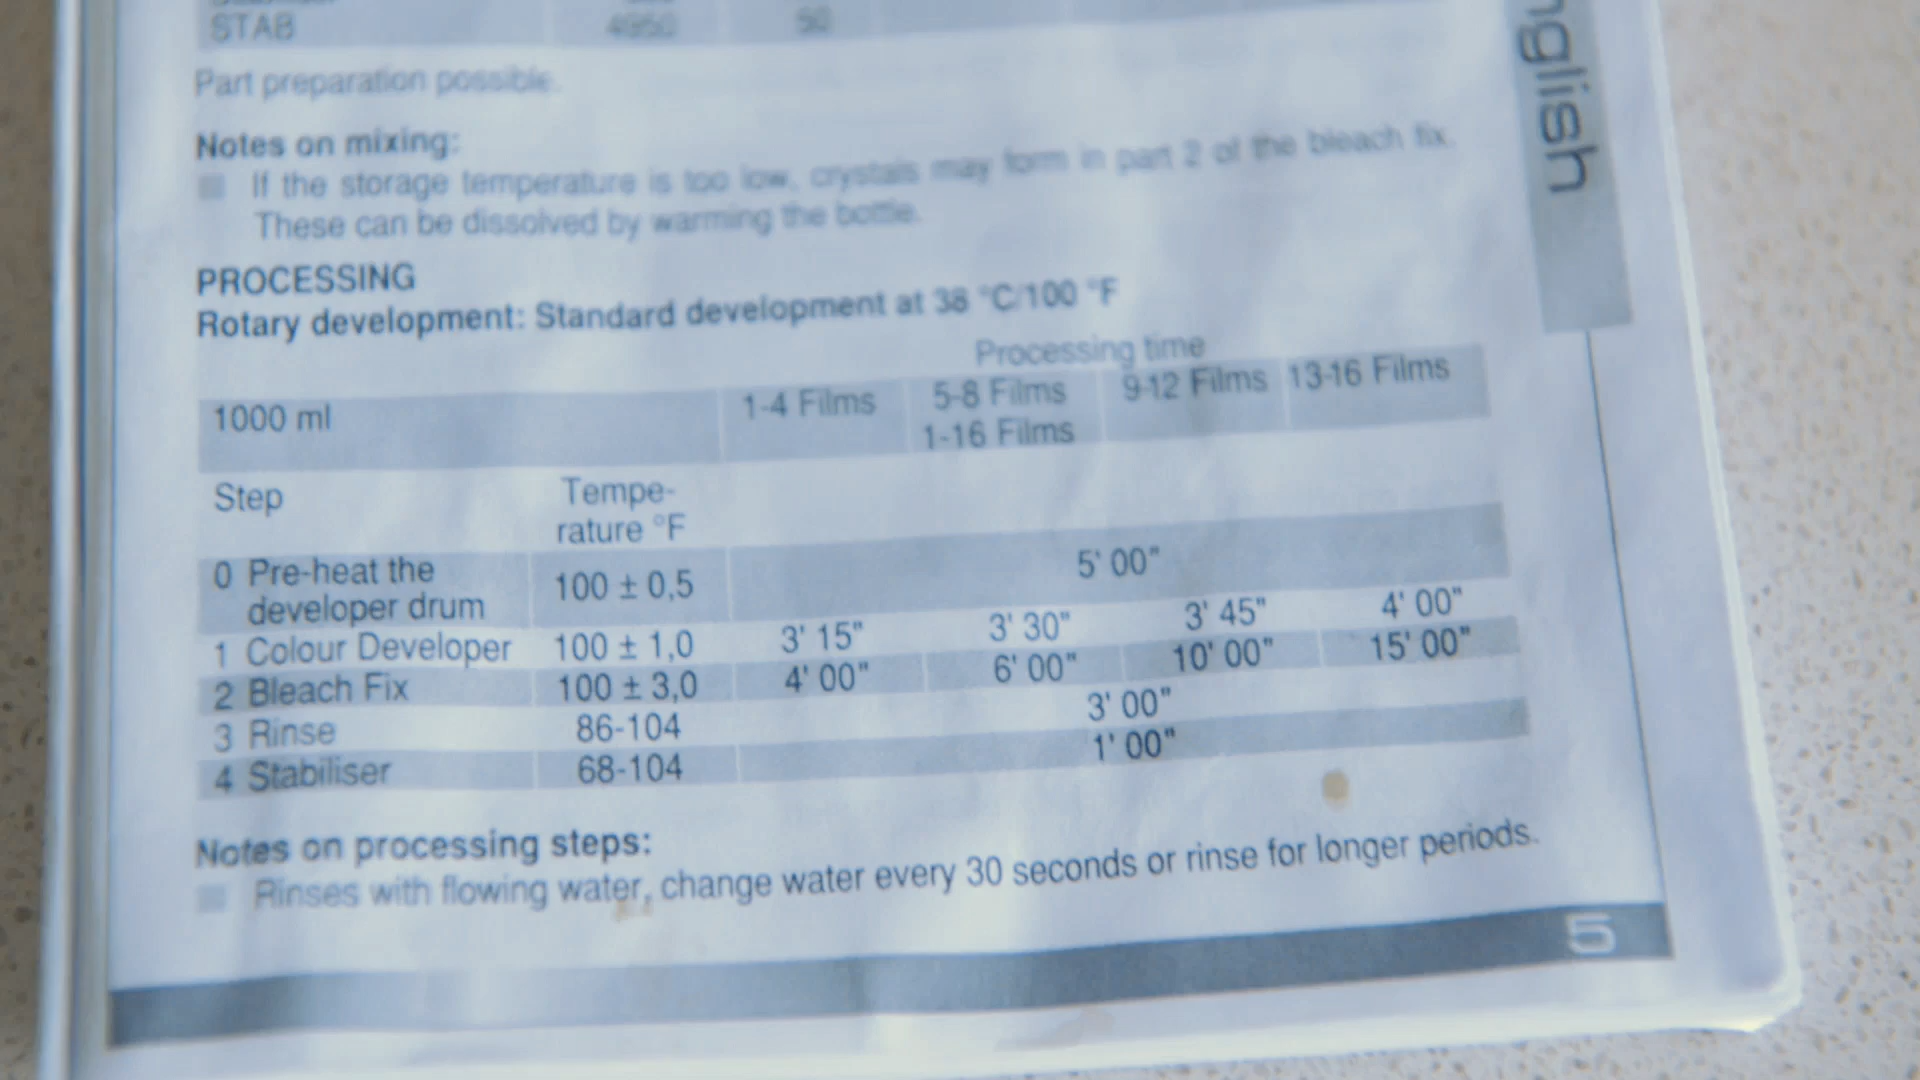 STAB 4950 50
Part preparation possible.
Notes on mixing:
If the storage temperature is too low, crystals may form in part 2 of the bleach fix.
These can be dissolved by warming the bottle.
PROCESSING
Rotary development: Standard development at 38 °C/100 °F
Processing time
1000 ml 1-4 Films 5-8 Films 9-12 Films 13-16 Films
1-16 Films
Step Tempe-
rature °F
0 Pre-heat the
developer drum 100 ± 0,5 5' 00"
1 Colour Developer 100 ± 1,0 3' 15" 3' 30" 3' 45" 4' 00"
2 Bleach Fix 100 ± 3,0 4' 00" 6' 00" 10' 00" 15' 00"
3 Rinse 86-104 3' 00"
4 Stabiliser 68-104 1' 00"
Notes on processing steps:
Rinses with flowing water, change water every 30 seconds or rinse for longer periods.
5
nglish